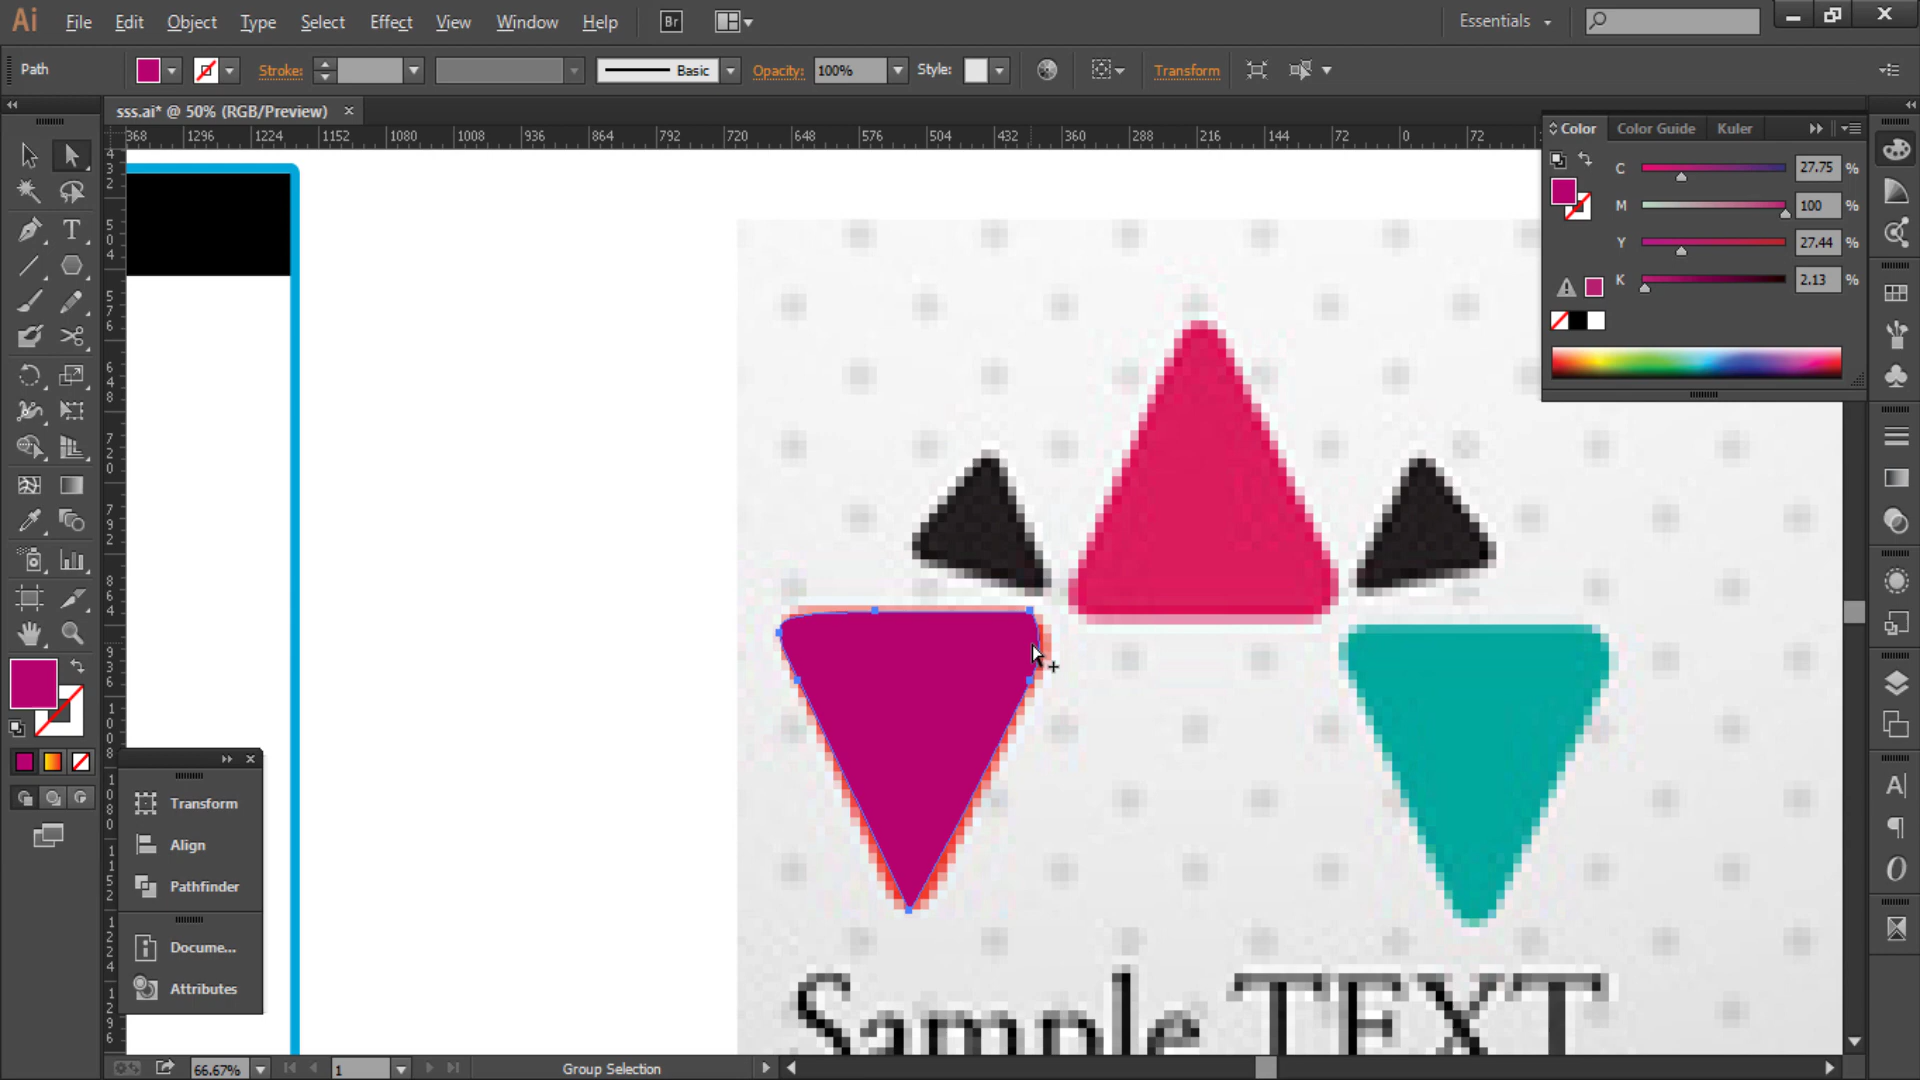 Ai File Edit Object Type Select Effect View Window Help Br Essentials
Path Stroke: Basic Opacity: 100% Style: Transform
sss.ai* @ 50% (RGB/Preview)
368 1296 1224 1152 1080 1008 936 864 792 720 648 576 504 432 360 288 216 144 72 0 72
Color Color Guide Kuler
C 27.75 %
M 100 %
Y 27.44 %
K 2.13 %
Transform
Align
Pathfinder
Docume...
Attributes
Sample TEXT
66.67% 1 Group Selection